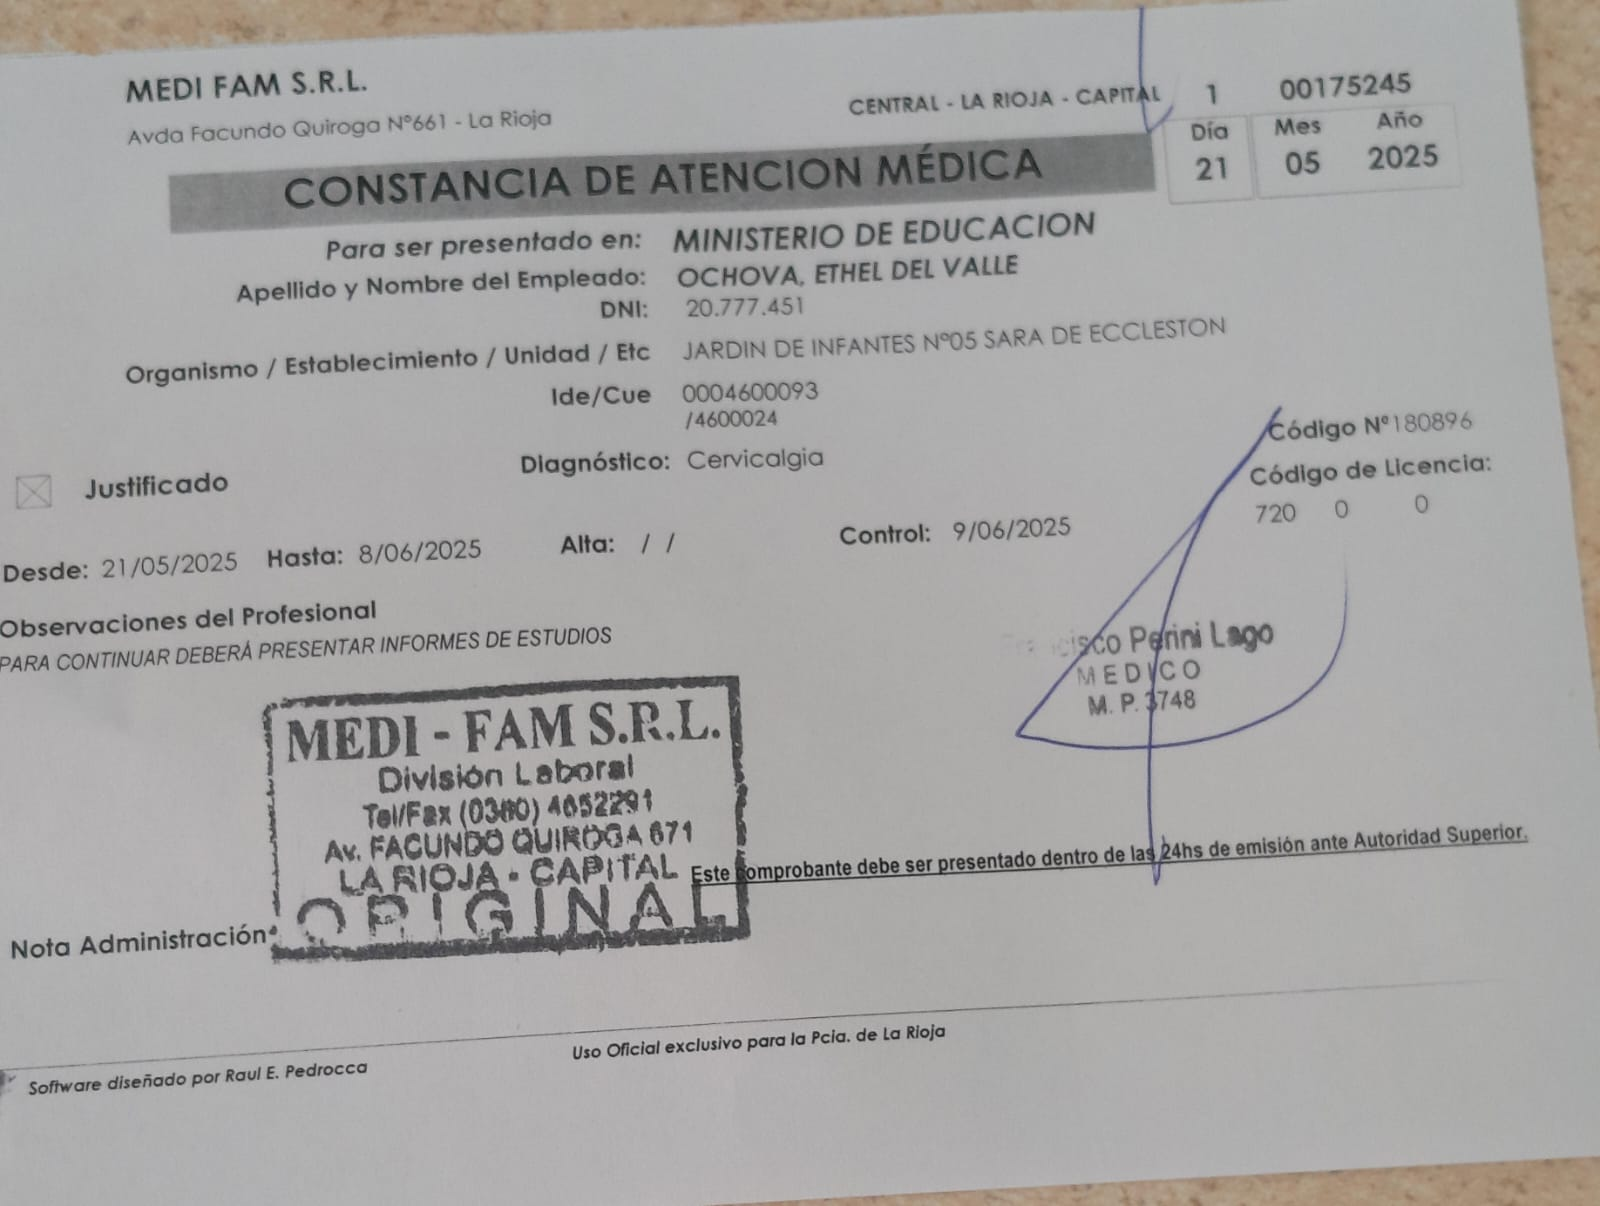 MEDI FAM S.R.L.
Avda Facundo Quiroga Nº661 - La Rioja
CENTRAL - LA RIOJA - CAPITAL 1 00175245
Día Mes Año
21 05 2025
CONSTANCIA DE ATENCION MÉDICA
Para ser presentado en: MINISTERIO DE EDUCACION
Apellido y Nombre del Empleado: OCHOVA, ETHEL DEL VALLE
DNI: 20.777.451
Organismo / Establecimiento / Unidad / Etc JARDIN DE INFANTES Nº05 SARA DE ECCLESTON
Ide/Cue 0004600093
/4600024
Código Nº180896
Justificado Diagnóstico: Cervicalgia
Código de Licencia:
720 0 0
Desde: 21/05/2025 Hasta: 8/06/2025 Alta: / / Control: 9/06/2025
Observaciones del Profesional
PARA CONTINUAR DEBERÁ PRESENTAR INFORMES DE ESTUDIOS
Francisco Perini Lago
MEDICO
M. P. 3748
MEDI - FAM S.R.L.
División Laboral
Tel/Fax (0380) 4652291
Av. FACUNDO QUIROGA 671
LA RIOJA - CAPITAL
ORIGINAL
Este comprobante debe ser presentado dentro de las 24hs de emisión ante Autoridad Superior.
Nota Administración:
Uso Oficial exclusivo para la Pcia. de La Rioja
Software diseñado por Raul E. Pedrocca